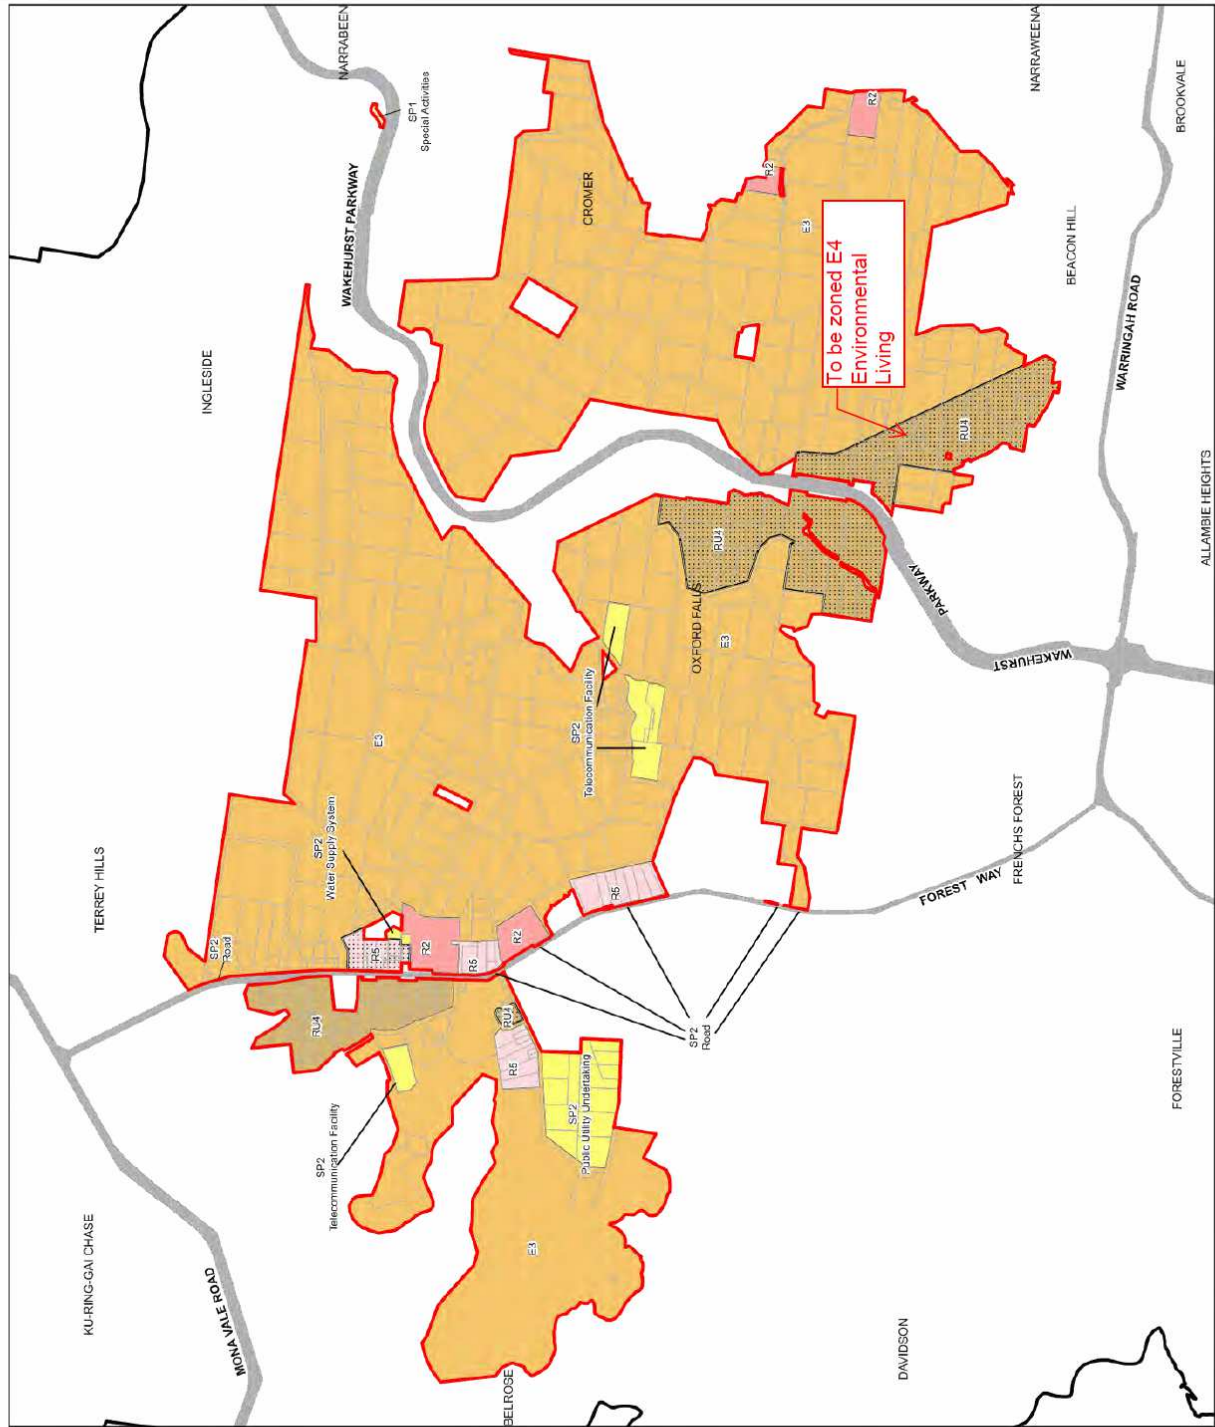 KU-RING-GAI CHASE
TERREY HILLS
INGLESIDE
NARRABEEN
MONA VALE ROAD
WAKEHURST PARKWAY
SP1
Special Activities
SP2
Road
SP2
Water Supply System
SP2
Telecommunication Facility
RU4
R5
R2
R5
R2
RU4
R5
E3
E3
SP2
Public Utility Undertaking
SP2
Telecommunication Facility
R5
SP2
Road
CROMER
OXFORD FALLS
E3
RU4
E3
R2
R2
To be zoned E4
Environmental
Living
RU4
BELROSE
DAVIDSON
FORESTVILLE
FRENCHS FOREST
FOREST WAY
WAKEHURST
PARKWAY
WARRINGAH ROAD
ALLAMBIE HEIGHTS
BEACON HILL
NARRAWEENA
BROOKVALE